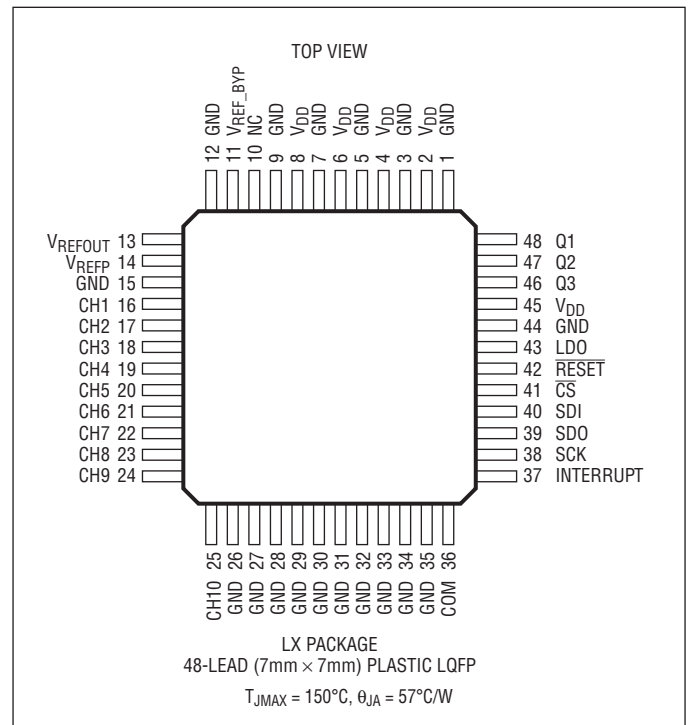 TOP VIEW
12 GND
11 VREF_BYP
10 NC
9 GND
8 VDD
7 GND
6 VDD
5 GND
4 VDD
3 GND
2 VDD
1 GND
VREFOUT 13
VREFP 14
GND 15
CH1 16
CH2 17
CH3 18
CH4 19
CH5 20
CH6 21
CH7 22
CH8 23
CH9 24
48 Q1
47 Q2
46 Q3
45 VDD
44 GND
43 LDO
42 RESET
41 CS
40 SDI
39 SDO
38 SCK
37 INTERRUPT
CH10 25
GND 26
GND 27
GND 28
GND 29
GND 30
GND 31
GND 32
GND 33
GND 34
GND 35
COM 36
LX PACKAGE
48-LEAD (7mm × 7mm) PLASTIC LQFP
TJMAX = 150°C, θJA = 57°C/W